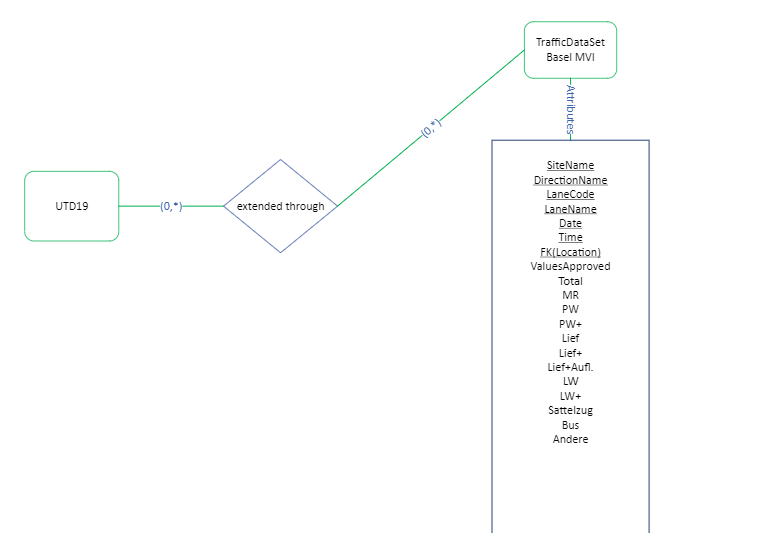 TrafficDataSet
Basel MVI
Attributes
(0,*)
UTD19
(0,*)
extended through
SiteName
DirectionName
LaneCode
LaneName
Date
Time
FK(Location)
ValuesApproved
Total
MR
PW
PW+
Lief
Lief+
Lief+Aufl.
LW
LW+
Sattelzug
Bus
Andere